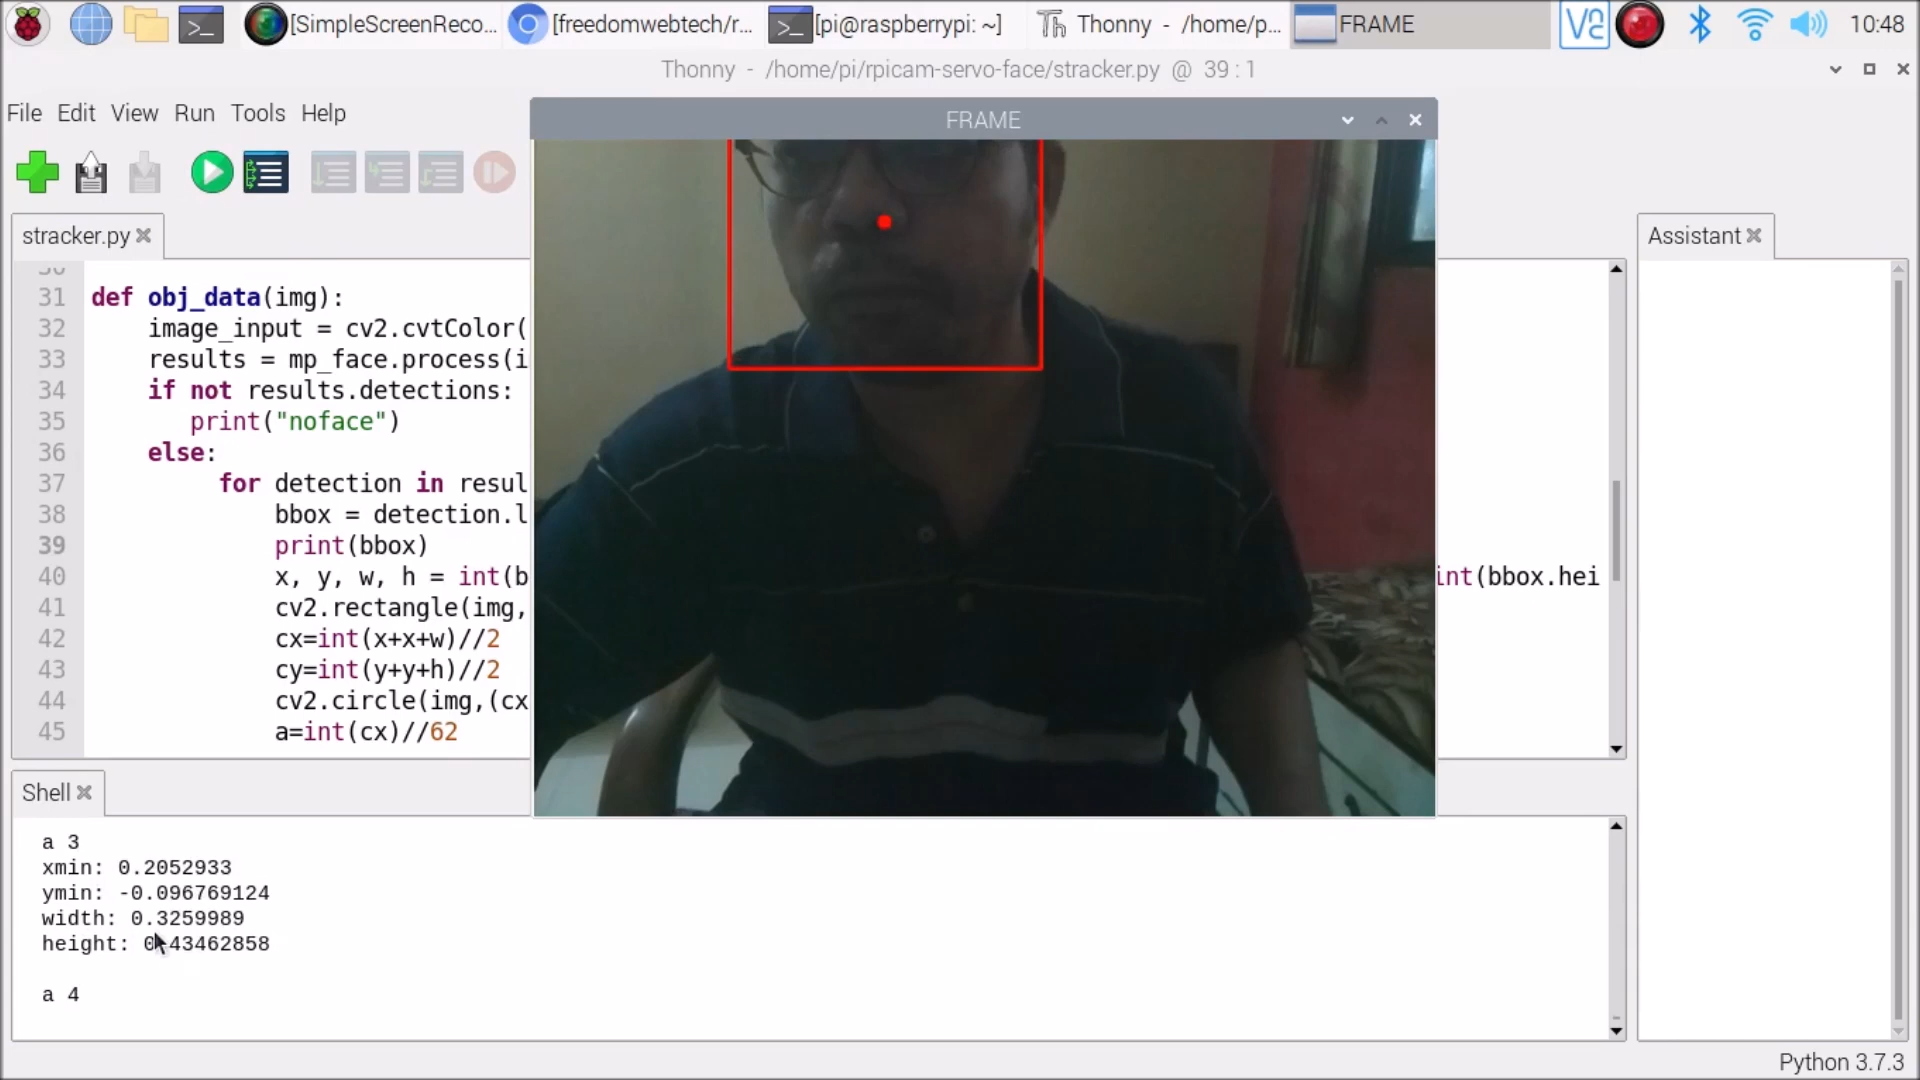 [SimpleScreenReco...
[freedomwebtech/r...
[pi@raspberrypi: ~]
Thonny - /home/p...
FRAME
V2
10:48
Thonny - /home/pi/rpicam-servo-face/stracker.py @ 39 : 1
File Edit View Run Tools Help
FRAME
stracker.py
Assistant
30
31 def obj_data(img):
32 image_input = cv2.cvtColor(
33 results = mp_face.process(i
34 if not results.detections:
35 print("noface")
36 else:
37 for detection in resul
38 bbox = detection.l
39 print(bbox)
40 x, y, w, h = int(b int(bbox.hei
41 cv2.rectangle(img,
42 cx=int(x+x+w)//2
43 cy=int(y+y+h)//2
44 cv2.circle(img,(cx
45 a=int(cx)//62
Shell
a 3
xmin: 0.2052933
ymin: -0.096769124
width: 0.3259989
height: 0.43462858
a 4
Python 3.7.3